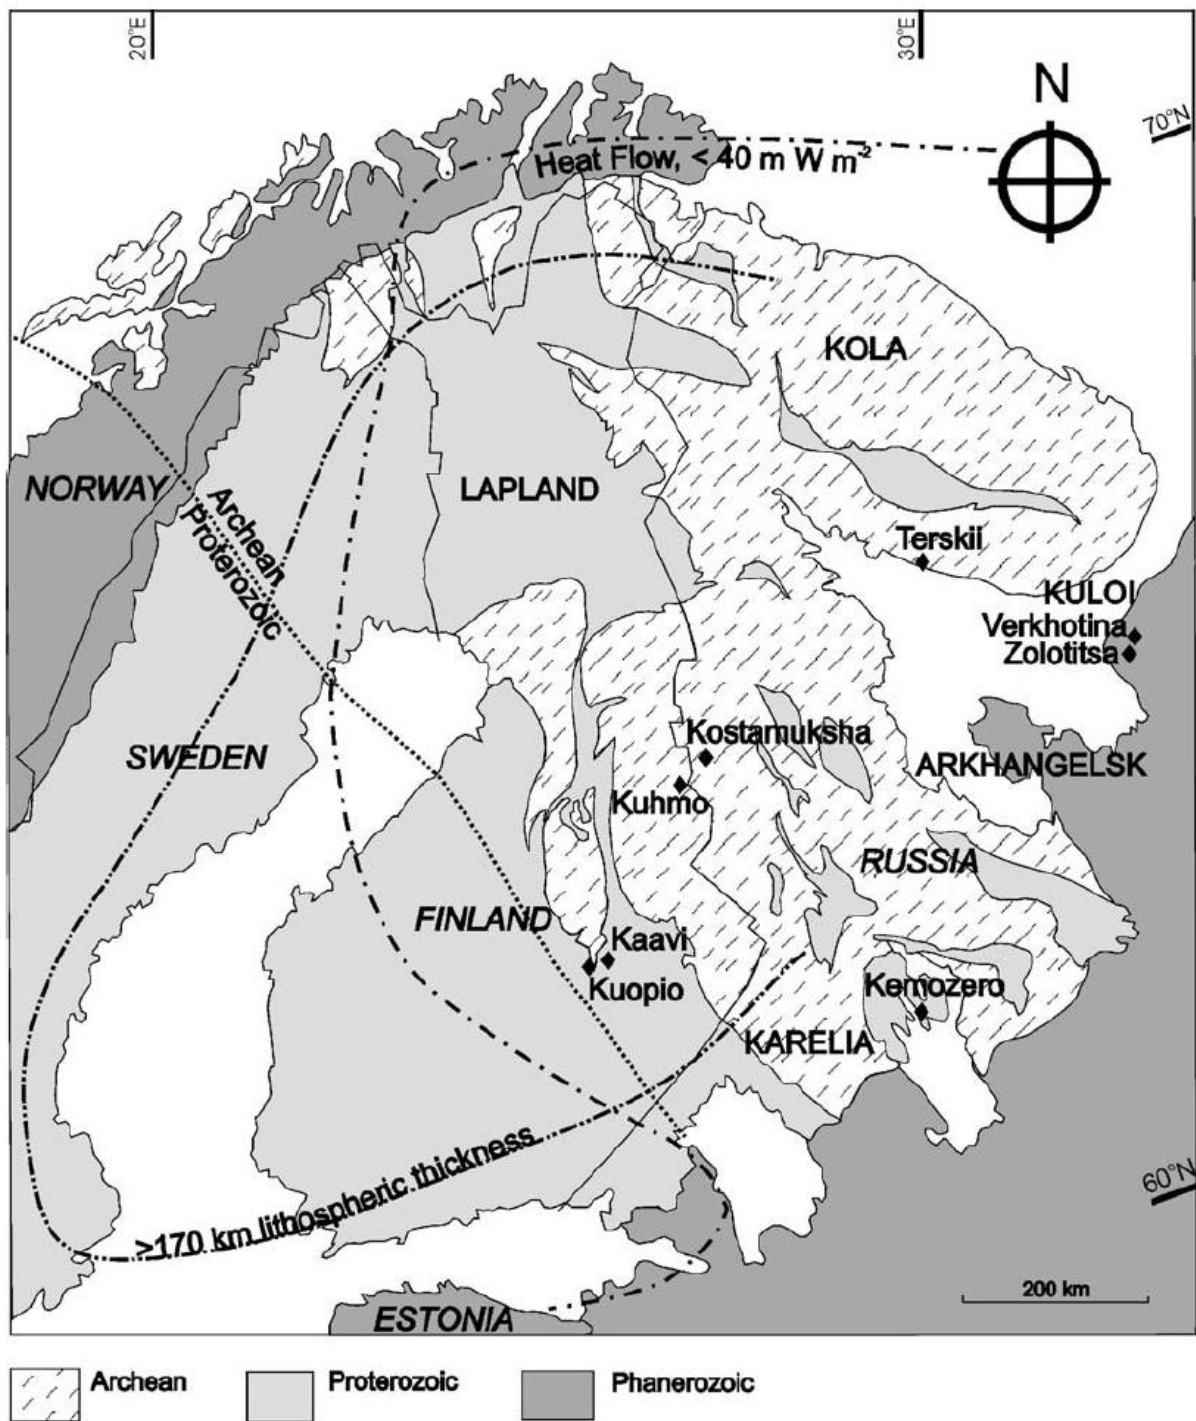 20°E
30°E
N
70°N
Heat Flow, < 40 m W m⁻²
KOLA
NORWAY
LAPLAND
Archean
Proterozoic
Terskii
KULOI
Verkhotina
Zolotitsa
SWEDEN
Kostamuksha
ARKHANGELSK
Kuhmo
RUSSIA
FINLAND
Kaavi
Kuopio
Kemozero
KARELIA
>170 km lithospheric thickness
60°N
200 km
ESTONIA
Archean
Proterozoic
Phanerozoic